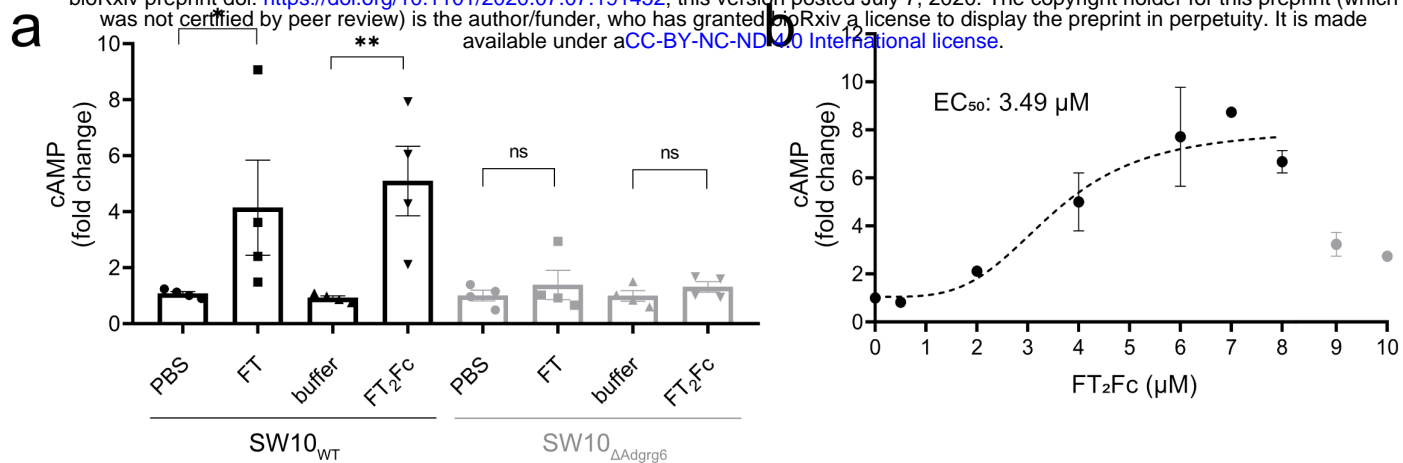 bioRxiv preprint doi: https://doi.org/10.1101/2020.07.07.191452; this version posted July 7, 2020. The copyright holder for this preprint (which
was not certified by peer review) is the author/funder, who has granted bioRxiv a license to display the preprint in perpetuity. It is made
available under aCC-BY-NC-ND 4.0 International license.
a
cAMP
(fold change)
10
8
6
4
2
0
*
**
ns
ns
PBS
FT
buffer
FT₂Fc
PBS
FT
buffer
FT₂Fc
SW10WT
SW10ΔAdgrg6
b
cAMP
(fold change)
12
10
8
6
4
2
0
EC₅₀: 3.49 µM
0 1 2 3 4 5 6 7 8 9 10
FT₂Fc (µM)